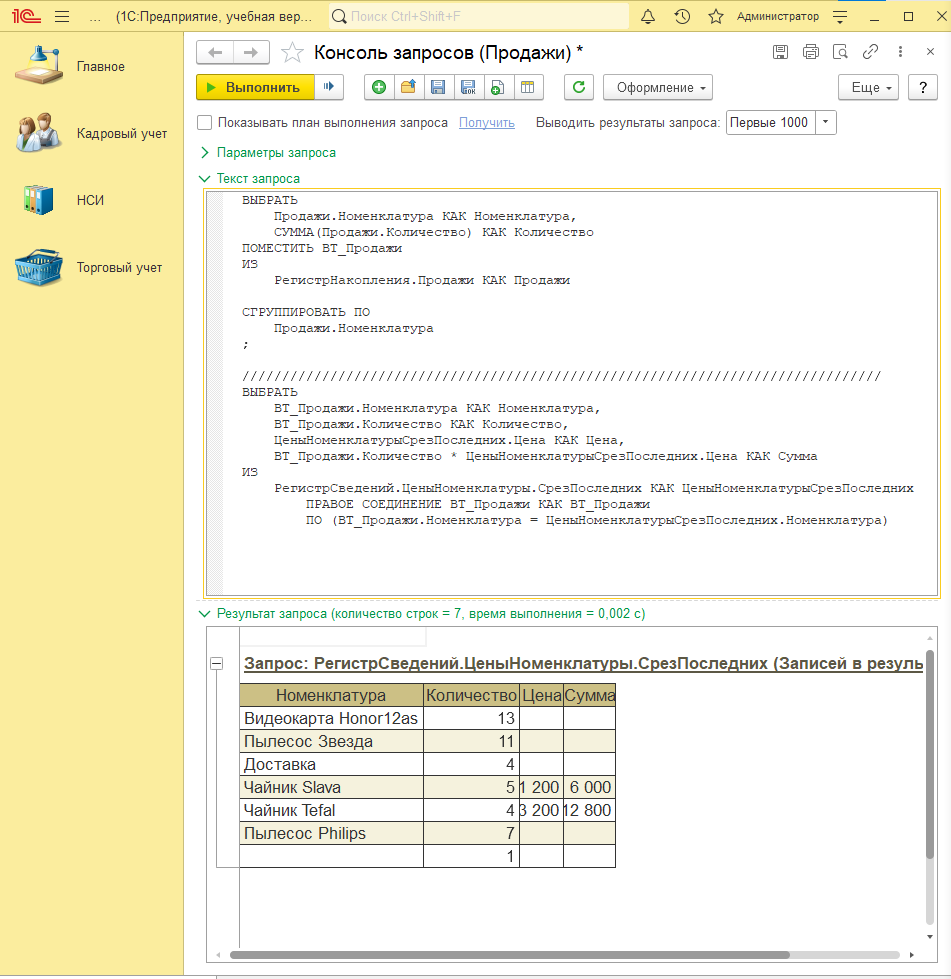 1С ... (1С:Предприятие, учебная вер... Поиск Ctrl+Shift+F Администратор
Главное
Кадровый учет
НСИ
Торговый учет
Консоль запросов (Продажи) *
Выполнить Оформление Еще ?
Показывать план выполнения запроса Получить Выводить результаты запроса: Первые 1000
Параметры запроса
Текст запроса
ВЫБРАТЬ
    Продажи.Номенклатура КАК Номенклатура,
    СУММА(Продажи.Количество) КАК Количество
ПОМЕСТИТЬ ВТ_Продажи
ИЗ
    РегистрНакопления.Продажи КАК Продажи
СГРУППИРОВАТЬ ПО
    Продажи.Номенклатура
;
////////////////////////////////////////////////////////////////////////////////
ВЫБРАТЬ
    ВТ_Продажи.Номенклатура КАК Номенклатура,
    ВТ_Продажи.Количество КАК Количество,
    ЦеныНоменклатурыСрезПоследних.Цена КАК Цена,
    ВТ_Продажи.Количество * ЦеныНоменклатурыСрезПоследних.Цена КАК Сумма
ИЗ
    РегистрСведений.ЦеныНоменклатуры.СрезПоследних КАК ЦеныНоменклатурыСрезПоследних
        ПРАВОЕ СОЕДИНЕНИЕ ВТ_Продажи КАК ВТ_Продажи
        ПО (ВТ_Продажи.Номенклатура = ЦеныНоменклатурыСрезПоследних.Номенклатура)
Результат запроса (количество строк = 7, время выполнения = 0,002 с)
Запрос: РегистрСведений.ЦеныНоменклатуры.СрезПоследних (Записей в резуль
Номенклатура Количество Цена Сумма
Видеокарта Honor12as 13
Пылесос Звезда 11
Доставка 4
Чайник Slava 5 1 200 6 000
Чайник Tefal 4 3 200 12 800
Пылесос Philips 7
1